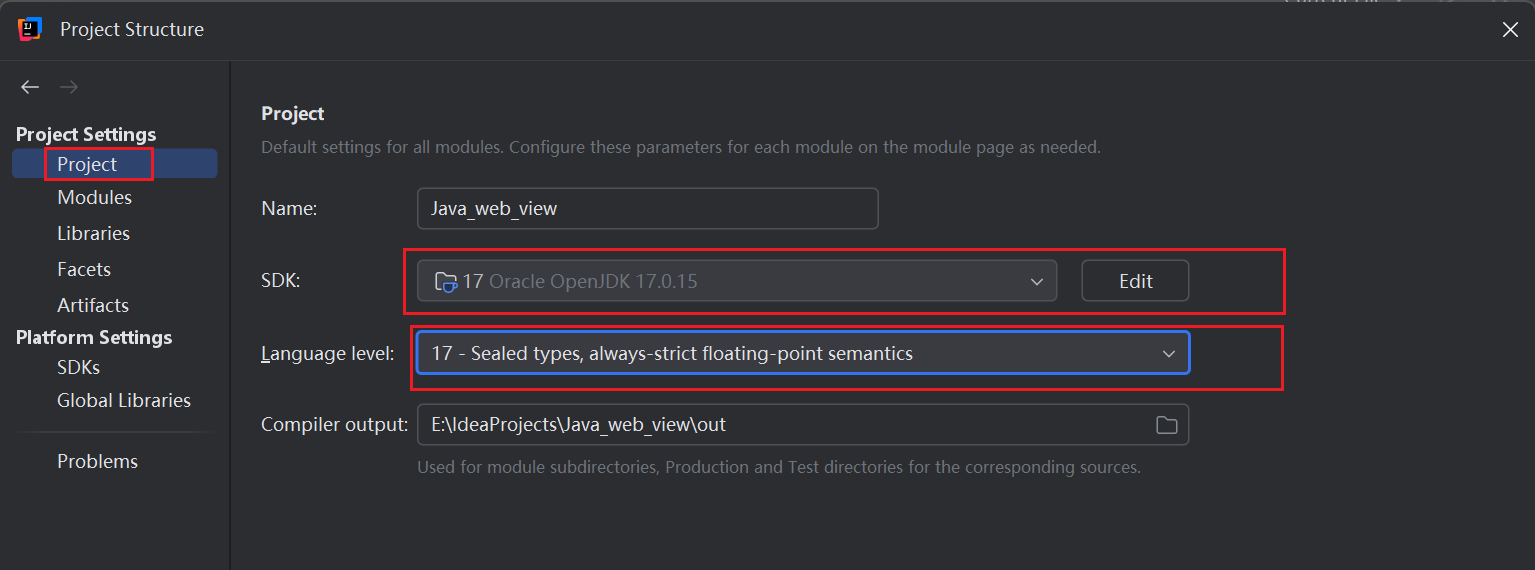 Project Structure
Project Settings
Project
Modules
Libraries
Facets
Artifacts
Platform Settings
SDKs
Global Libraries
Problems
Project
Default settings for all modules. Configure these parameters for each module on the module page as needed.
Name: Java_web_view
SDK: 17 Oracle OpenJDK 17.0.15 Edit
Language level: 17 - Sealed types, always-strict floating-point semantics
Compiler output: E:\IdeaProjects\Java_web_view\out
Used for module subdirectories, Production and Test directories for the corresponding sources.